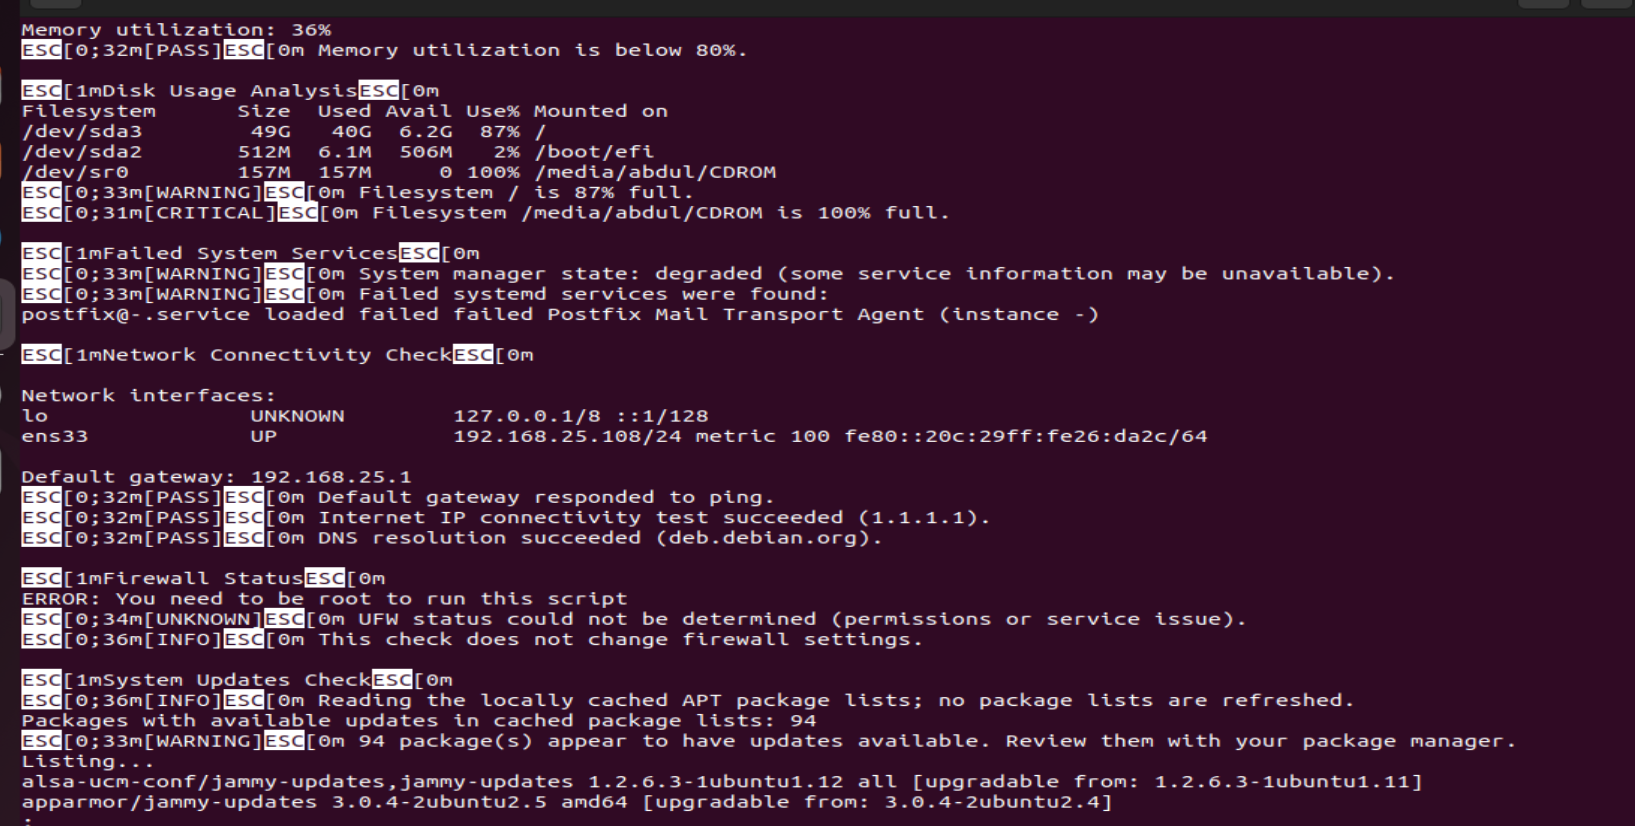 Memory utilization: 36%
ESC[0;32m[PASS]ESC[0m Memory utilization is below 80%.
ESC[1mDisk Usage AnalysisESC[0m
Filesystem      Size  Used Avail Use% Mounted on
/dev/sda3        49G   40G  6.2G  87% /
/dev/sda2       512M  6.1M  506M   2% /boot/efi
/dev/sr0        157M  157M     0 100% /media/abdul/CDROM
ESC[0;33m[WARNING]ESC[0m Filesystem / is 87% full.
ESC[0;31m[CRITICAL]ESC[0m Filesystem /media/abdul/CDROM is 100% full.
ESC[1mFailed System ServicesESC[0m
ESC[0;33m[WARNING]ESC[0m System manager state: degraded (some service information may be unavailable).
ESC[0;33m[WARNING]ESC[0m Failed systemd services were found:
postfix@-.service loaded failed failed Postfix Mail Transport Agent (instance -)
ESC[1mNetwork Connectivity CheckESC[0m
Network interfaces:
lo               UNKNOWN        127.0.0.1/8 ::1/128
ens33            UP             192.168.25.108/24 metric 100 fe80::20c:29ff:fe26:da2c/64
Default gateway: 192.168.25.1
ESC[0;32m[PASS]ESC[0m Default gateway responded to ping.
ESC[0;32m[PASS]ESC[0m Internet IP connectivity test succeeded (1.1.1.1).
ESC[0;32m[PASS]ESC[0m DNS resolution succeeded (deb.debian.org).
ESC[1mFirewall StatusESC[0m
ERROR: You need to be root to run this script
ESC[0;34m[UNKNOWN]ESC[0m UFW status could not be determined (permissions or service issue).
ESC[0;36m[INFO]ESC[0m This check does not change firewall settings.
ESC[1mSystem Updates CheckESC[0m
ESC[0;36m[INFO]ESC[0m Reading the locally cached APT package lists; no package lists are refreshed.
Packages with available updates in cached package lists: 94
ESC[0;33m[WARNING]ESC[0m 94 package(s) appear to have updates available. Review them with your package manager.
Listing...
alsa-ucm-conf/jammy-updates,jammy-updates 1.2.6.3-1ubuntu1.12 all [upgradable from: 1.2.6.3-1ubuntu1.11]
apparmor/jammy-updates 3.0.4-2ubuntu2.5 amd64 [upgradable from: 3.0.4-2ubuntu2.4]
: